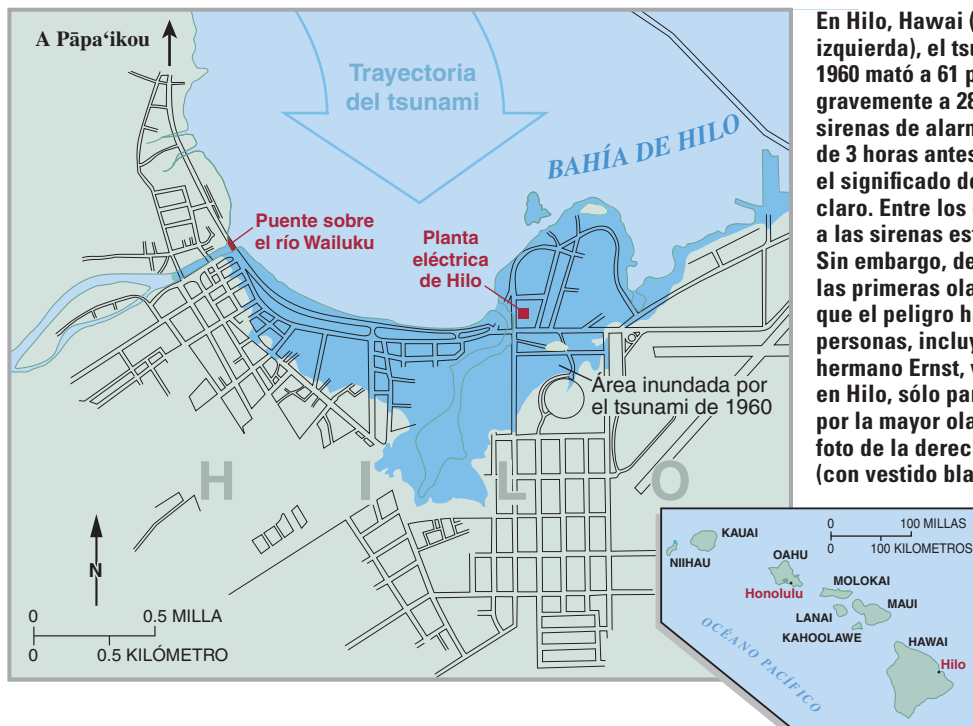 A Pāpa‘ikou
Trayectoria
del tsunami
BAHÍA DE HILO
Puente sobre
el río Wailuku
Planta
eléctrica
de Hilo
Área inundada por
el tsunami de 1960
HILO
N
0 0.5 MILLA
0 0.5 KILÓMETRO
En Hilo, Hawai (
izquierda), el tsu
1960 mató a 61 p
gravemente a 28
sirenas de alarm
de 3 horas antes
el significado de
claro. Entre los
a las sirenas est
Sin embargo, de
las primeras ola
que el peligro ha
personas, incluy
hermano Ernst, v
en Hilo, sólo par
por la mayor ola
foto de la derec
(con vestido bla
0 100 MILLAS
0 100 KILOMETROS
KAUAI
NIIHAU
OAHU
Honolulu
MOLOKAI
LANAI
MAUI
KAHOOLAWE
HAWAI
Hilo
OCÉANO PACÍFICO